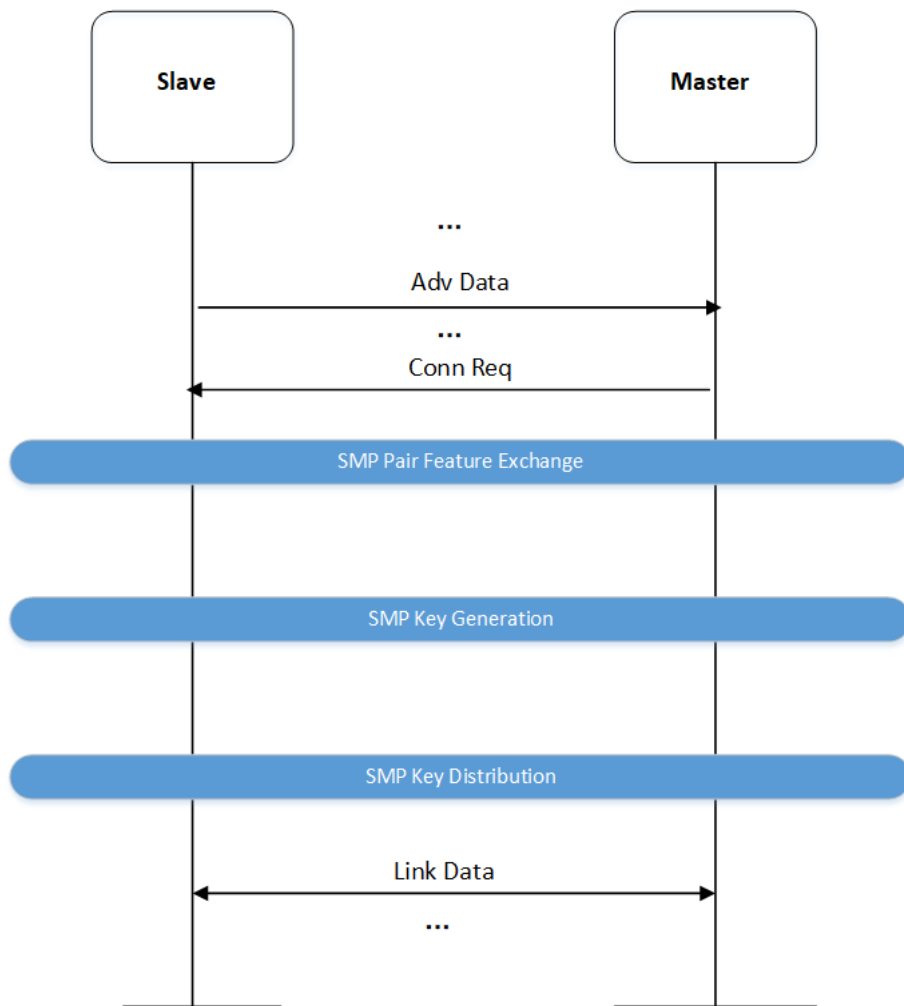 Slave
Master
...
Adv Data
...
Conn Req
SMP Pair Feature Exchange
SMP Key Generation
SMP Key Distribution
Link Data
...